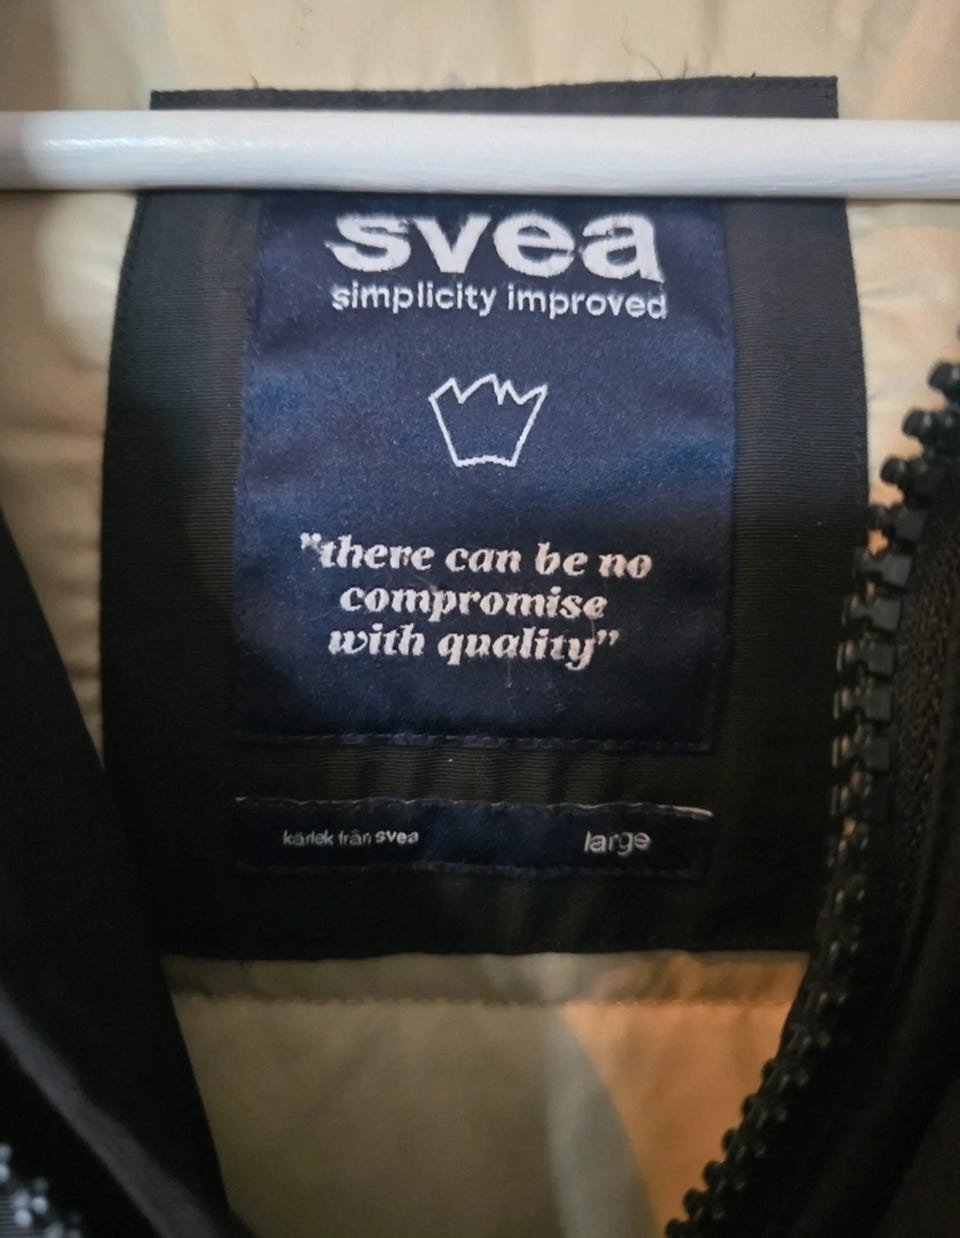 svea
simplicity improved
"there can be no
compromise
with quality"
kärlek från svea
large